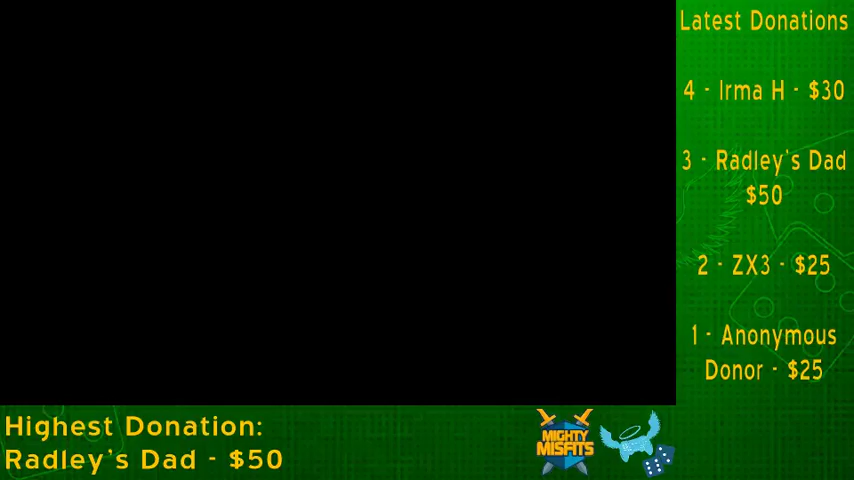 Latest Donations
4 - Irma H - $30
3 - Radley's Dad
$50
2 - ZX3 - $25
1 - Anonymous
Donor - $25
Highest Donation:
Radley's Dad - $50
MIGHTY
MISFITS